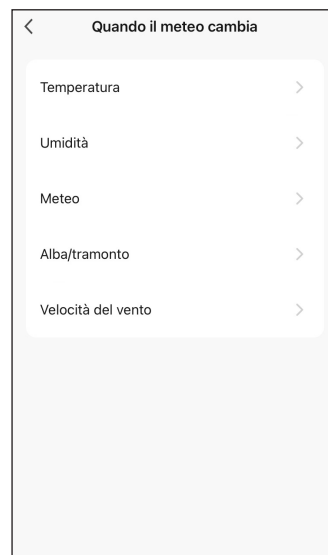 Quando il meteo cambia
Temperatura
Umidità
Meteo
Alba/tramonto
Velocità del vento